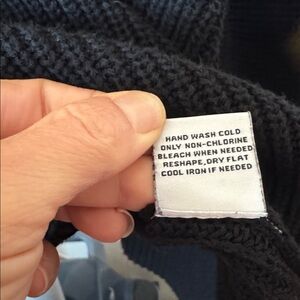 HAND WASH COLD
ONLY NON-CHLORINE
BLEACH WHEN NEEDED
RESHAPE,DRY FLAT
COOL IRON IF NEEDED